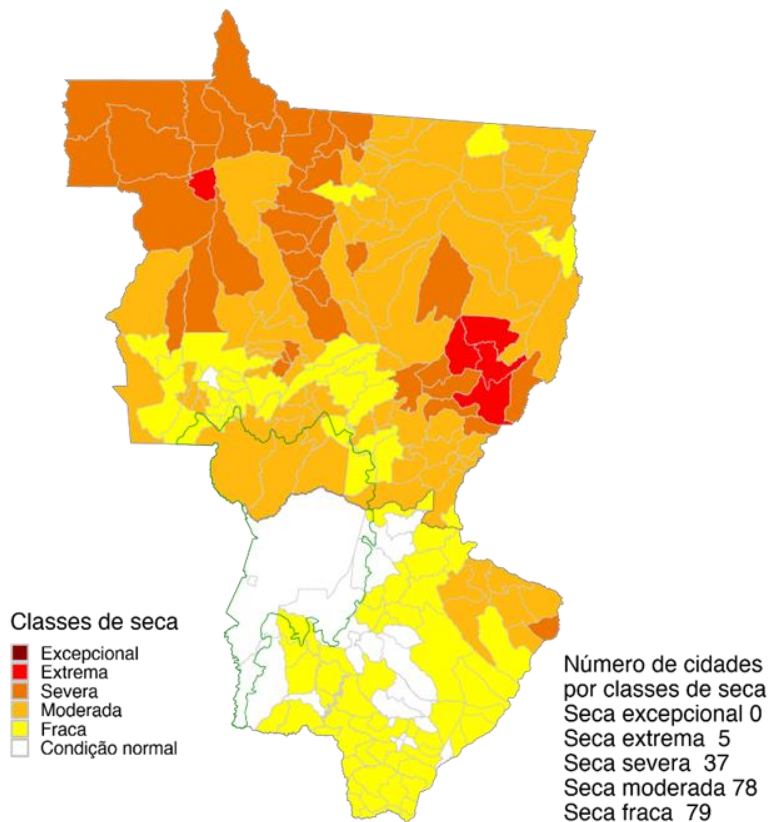 Classes de seca
Excepcional
Extrema
Severa
Moderada
Fraca
Condição normal
Número de cidades
por classes de seca
Seca excepcional 0
Seca extrema 5
Seca severa 37
Seca moderada 78
Seca fraca 79